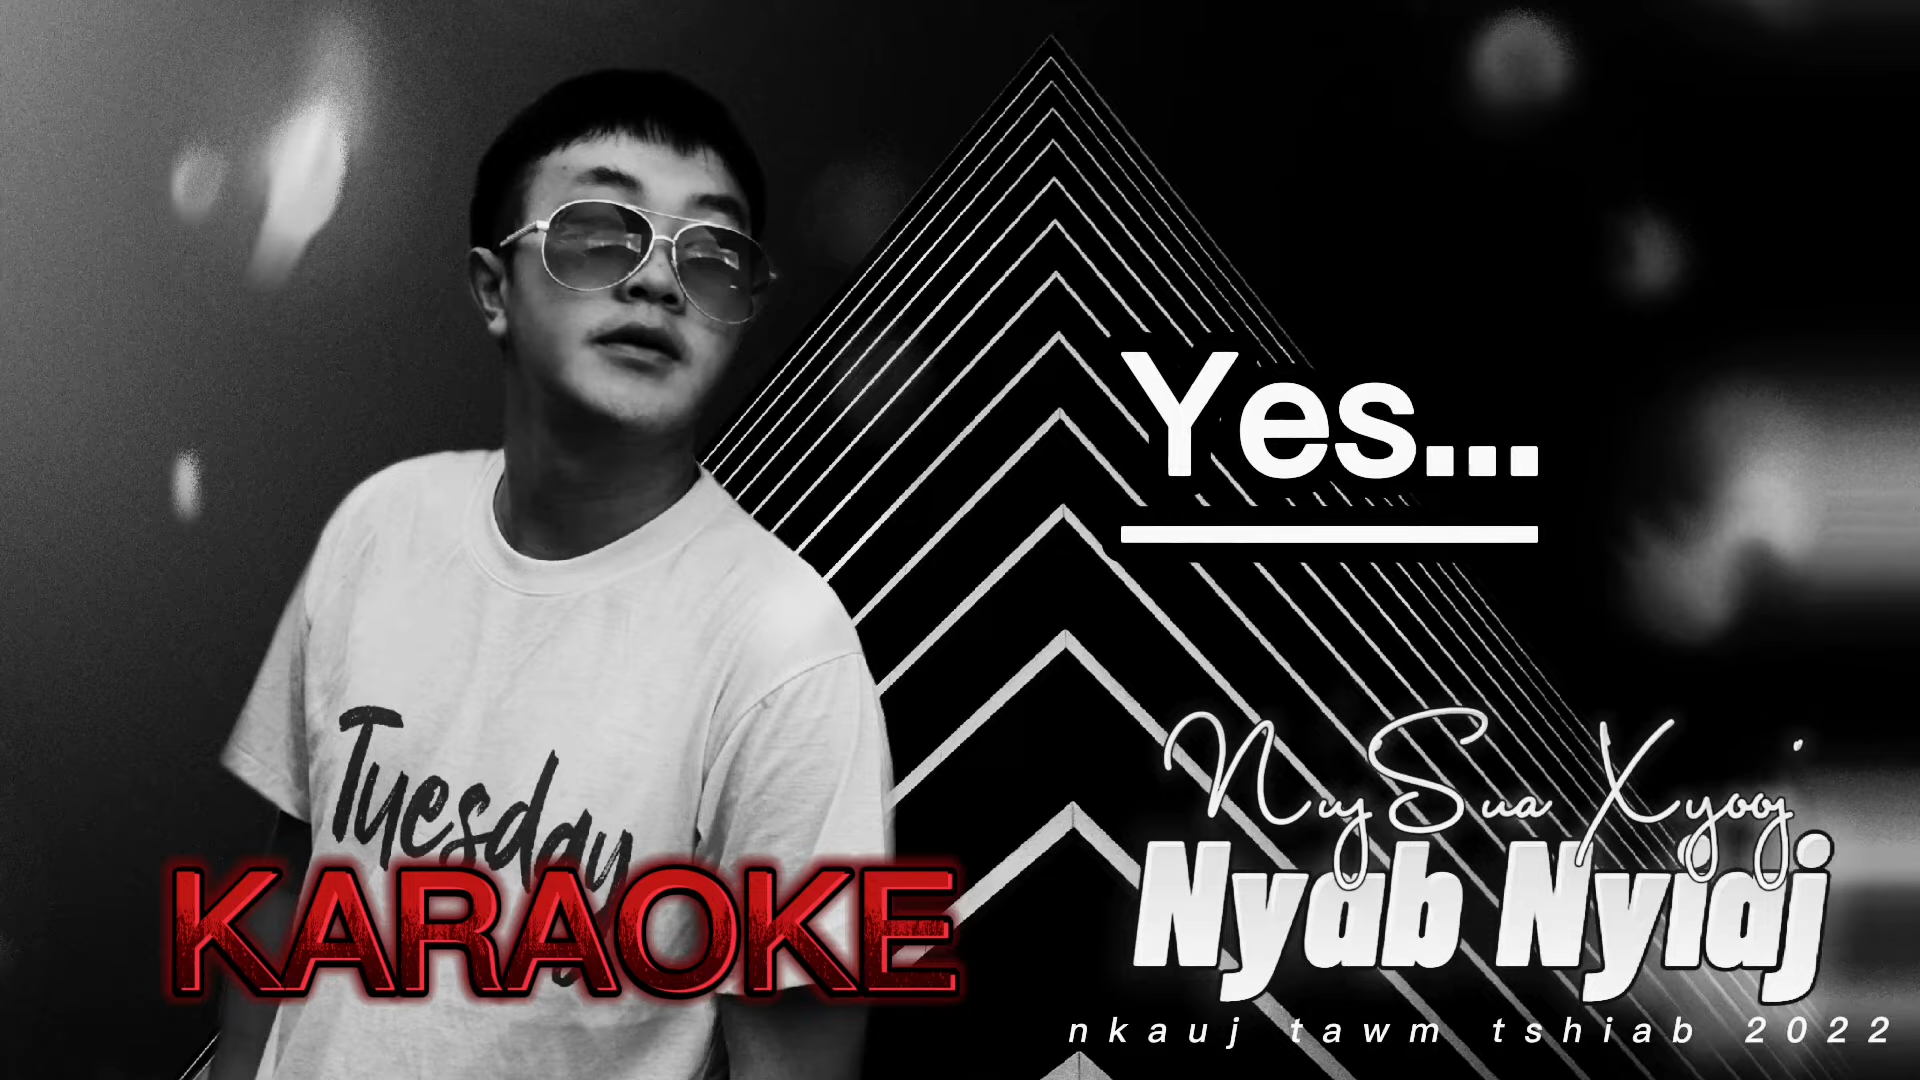 Yes...
Tuesday
NujSua Xyooj
KARAOKE
Nyab Nyiaj
nkauj tawm tshiab 2022